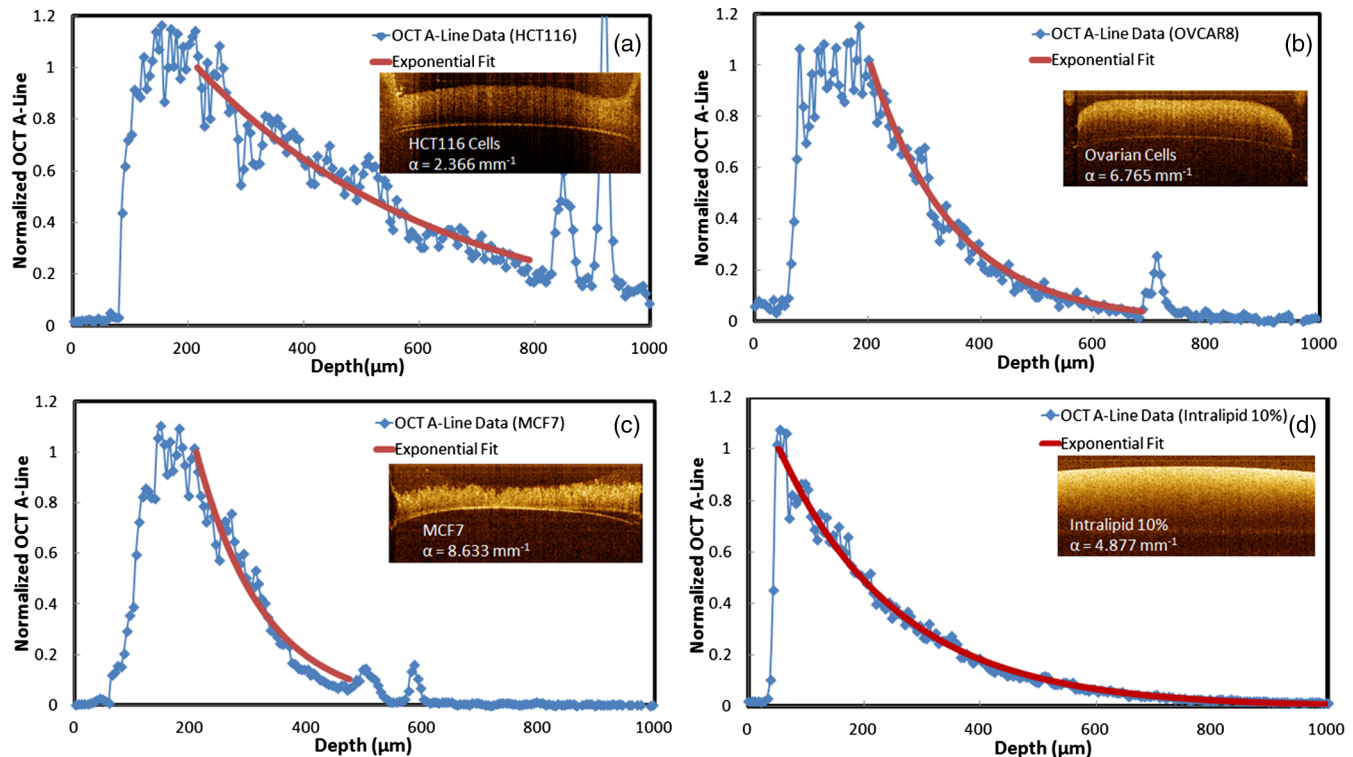 (a)
OCT A-Line Data (HCT116)
Exponential Fit
HCT116 Cells
α = 2.366 mm⁻¹
Normalized OCT A-Line
1.2
1
0.8
0.6
0.4
0.2
0
0 200 400 600 800 1000
Depth(µm)
(b)
OCT A-Line Data (OVCAR8)
Exponential Fit
Ovarian Cells
α = 6.765 mm⁻¹
Normalized OCT A-Line
1.2
1
0.8
0.6
0.4
0.2
0
0 200 400 600 800 1000
Depth (µm)
(c)
OCT A-Line Data (MCF7)
Exponential Fit
MCF7
α = 8.633 mm⁻¹
Normalized OCT A-Line
1.2
1
0.8
0.6
0.4
0.2
0
0 200 400 600 800 1000
Depth (µm)
(d)
OCT A-Line Data (Intralipid 10%)
Exponential Fit
Intralipid 10%
α = 4.877 mm⁻¹
Normalized OCT A-Line
1.2
1
0.8
0.6
0.4
0.2
0
0 200 400 600 800 1000
Depth (µm)